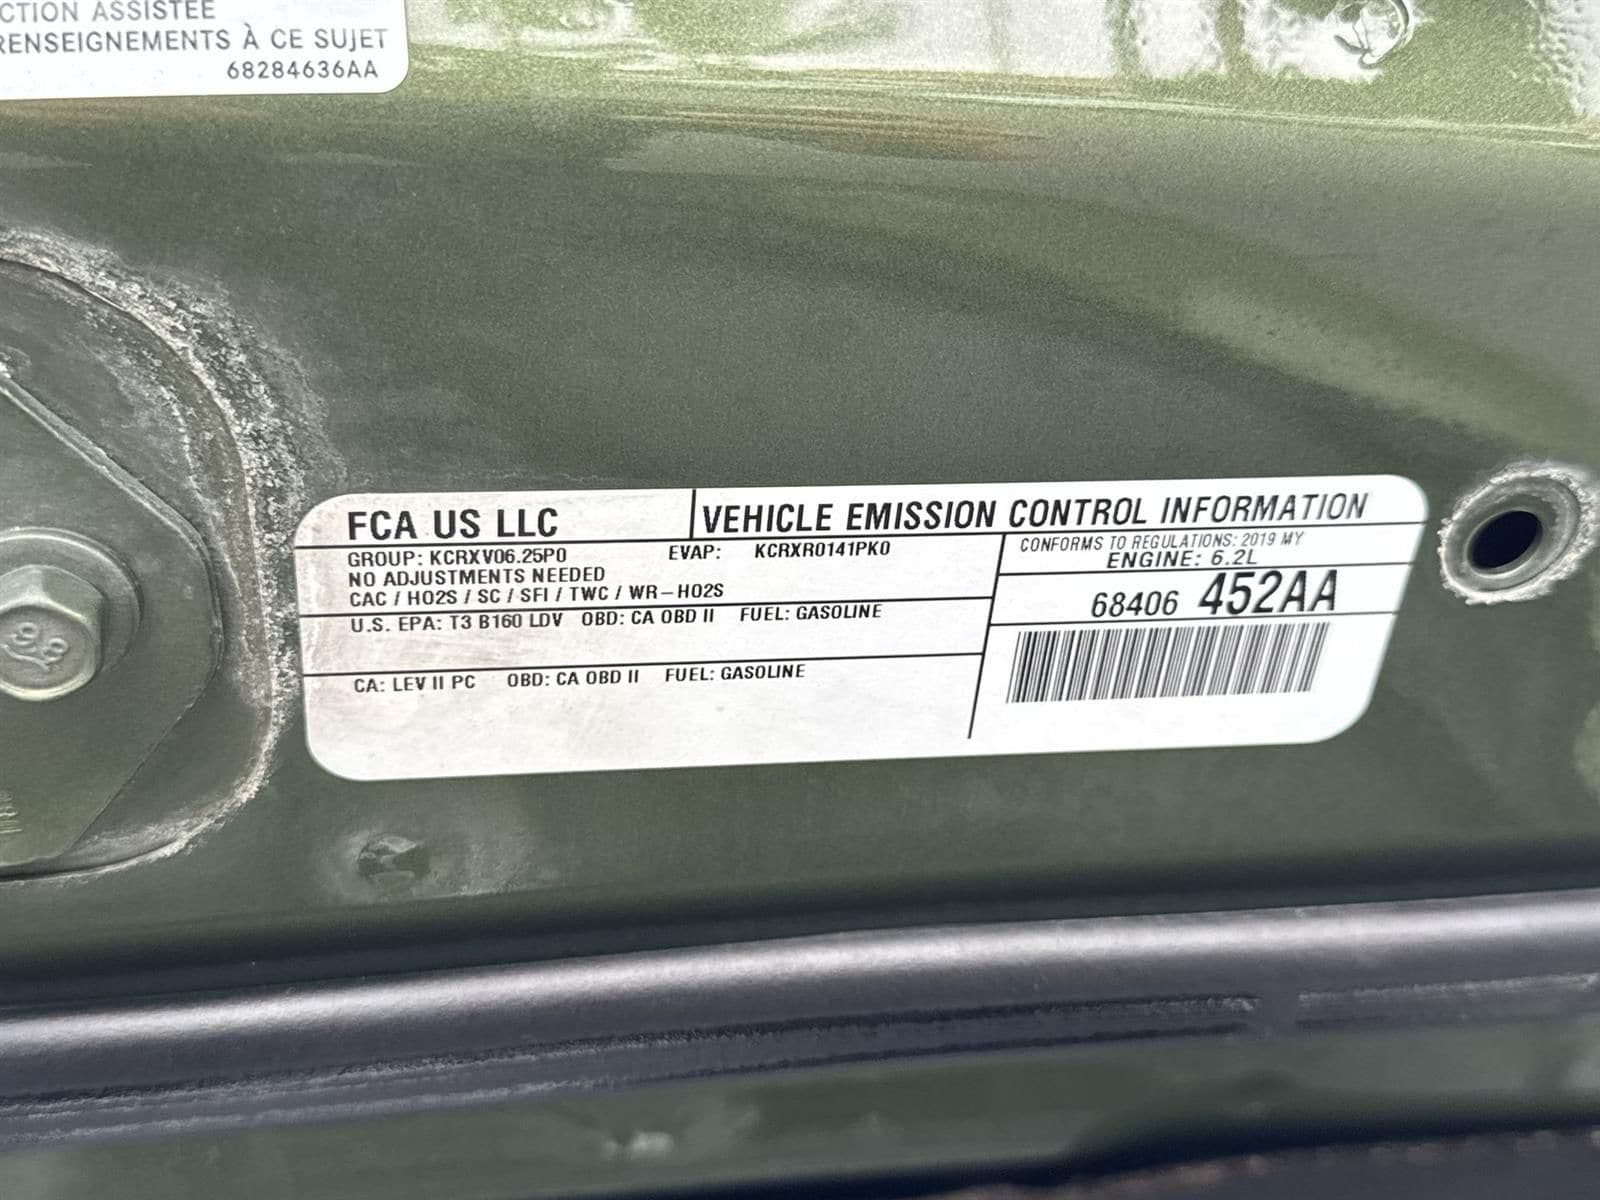 CTION ASSISTÉE
RENSEIGNEMENTS À CE SUJET
68284636AA
FCA US LLC VEHICLE EMISSION CONTROL INFORMATION
GROUP: KCRXV06.25P0 EVAP: KCRXR0141PK0
NO ADJUSTMENTS NEEDED
CAC / HO2S / SC / SFI / TWC / WR-HO2S
U.S. EPA: T3 B160 LDV OBD: CA OBD II FUEL: GASOLINE
CA: LEV II PC OBD: CA OBD II FUEL: GASOLINE
CONFORMS TO REGULATIONS: 2019 MY
ENGINE: 6.2L
68406 452AA